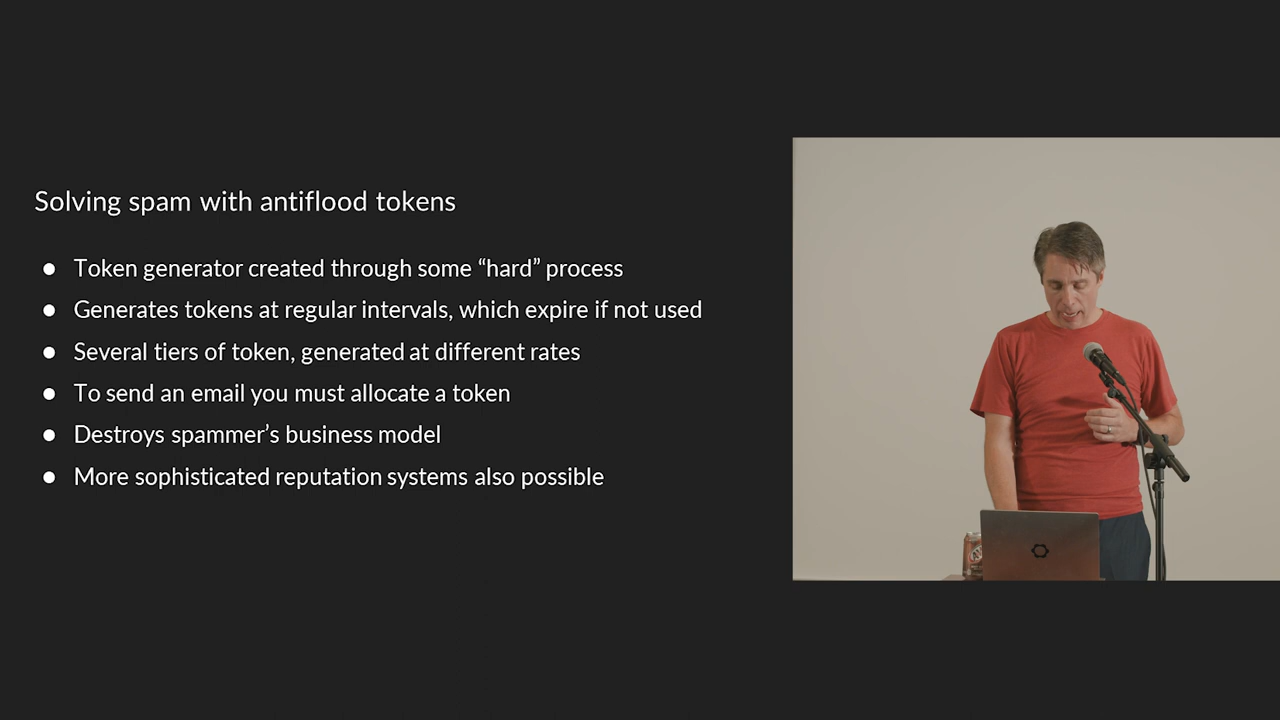 Solving spam with antiflood tokens
● Token generator created through some “hard” process
● Generates tokens at regular intervals, which expire if not used
● Several tiers of token, generated at different rates
● To send an email you must allocate a token
● Destroys spammer’s business model
● More sophisticated reputation systems also possible